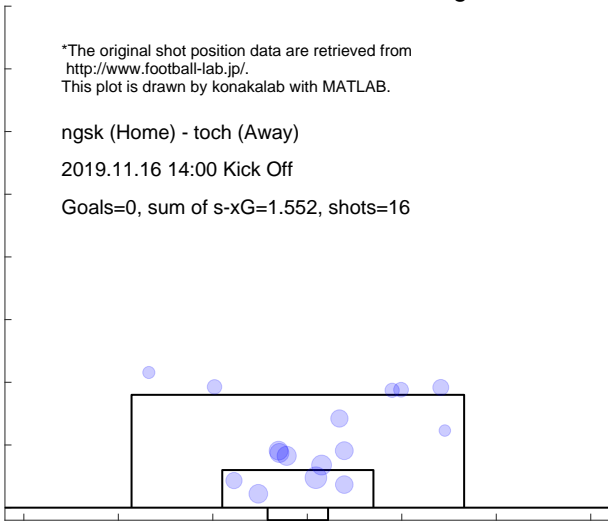 *The original shot position data are retrieved from
http://www.football-lab.jp/.
This plot is drawn by konakalab with MATLAB.
ngsk (Home) - toch (Away)
2019.11.16 14:00 Kick Off
Goals=0, sum of s-xG=1.552, shots=16